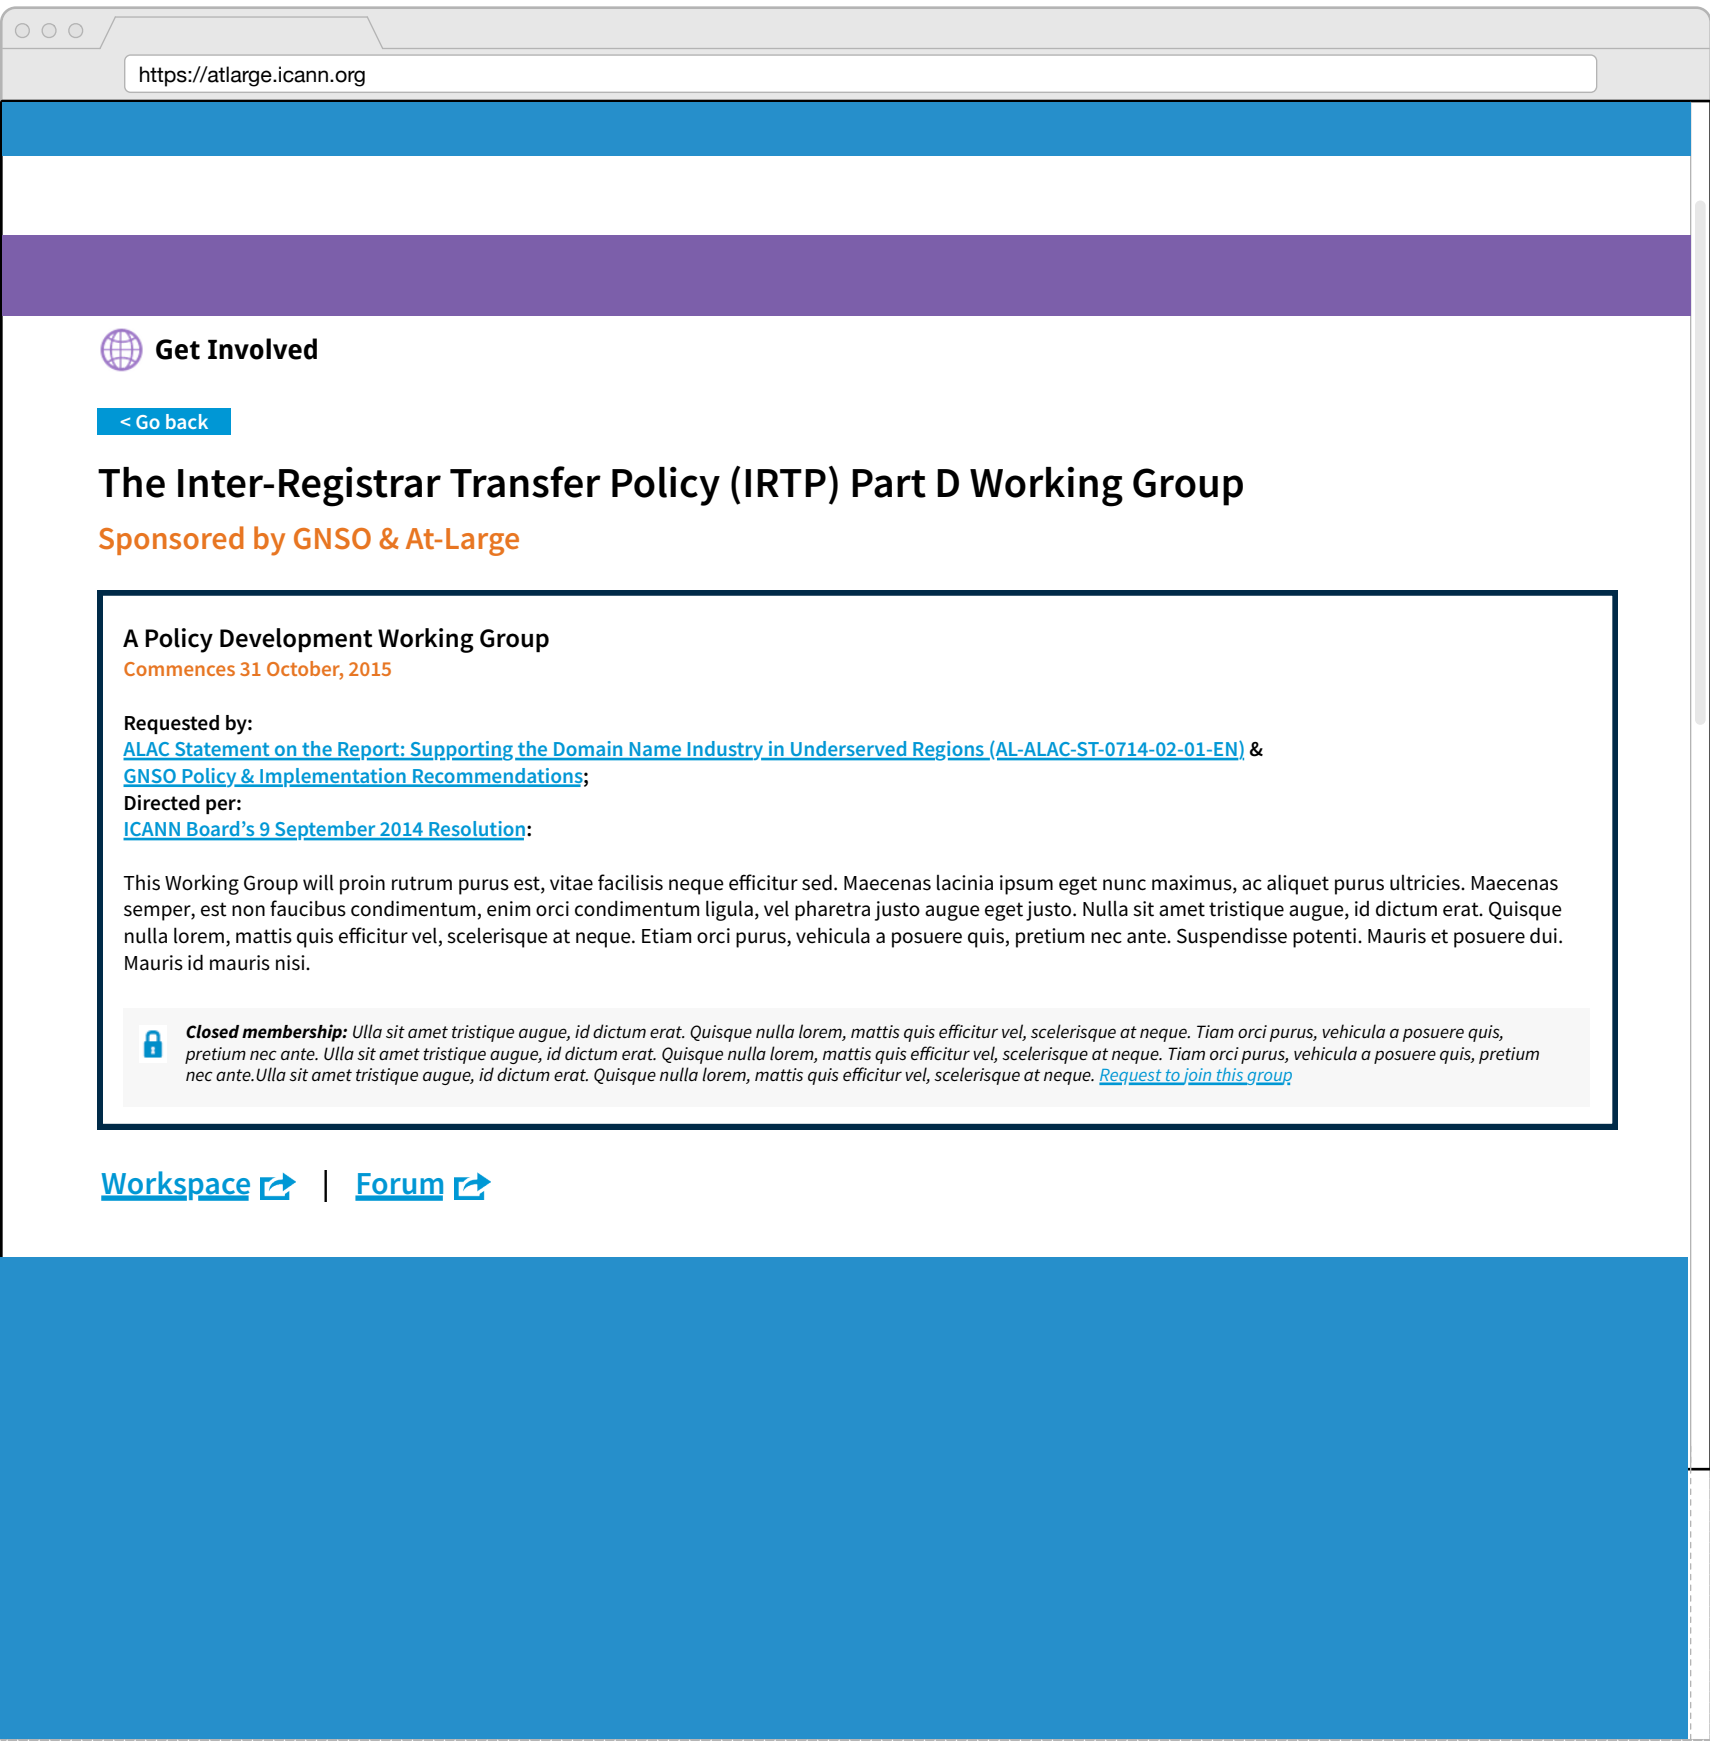 https://atlarge.icann.org
Get Involved
< Go back
The Inter-Registrar Transfer Policy (IRTP) Part D Working Group
Sponsored by GNSO & At-Large
A Policy Development Working Group
Commences 31 October, 2015
Requested by:
ALAC Statement on the Report: Supporting the Domain Name Industry in Underserved Regions (AL-ALAC-ST-0714-02-01-EN) &
GNSO Policy & Implementation Recommendations;
Directed per:
ICANN Board’s 9 September 2014 Resolution:
This Working Group will proin rutrum purus est, vitae facilisis neque efficitur sed. Maecenas lacinia ipsum eget nunc maximus, ac aliquet purus ultricies. Maecenas
semper, est non faucibus condimentum, enim orci condimentum ligula, vel pharetra justo augue eget justo. Nulla sit amet tristique augue, id dictum erat. Quisque
nulla lorem, mattis quis efficitur vel, scelerisque at neque. Etiam orci purus, vehicula a posuere quis, pretium nec ante. Suspendisse potenti. Mauris et posuere dui.
Mauris id mauris nisi.
Closed membership: Ulla sit amet tristique augue, id dictum erat. Quisque nulla lorem, mattis quis efficitur vel, scelerisque at neque. Tiam orci purus, vehicula a posuere quis,
pretium nec ante. Ulla sit amet tristique augue, id dictum erat. Quisque nulla lorem, mattis quis efficitur vel, scelerisque at neque. Tiam orci purus, vehicula a posuere quis, pretium
nec ante.Ulla sit amet tristique augue, id dictum erat. Quisque nulla lorem, mattis quis efficitur vel, scelerisque at neque. Request to join this group
Workspace | Forum